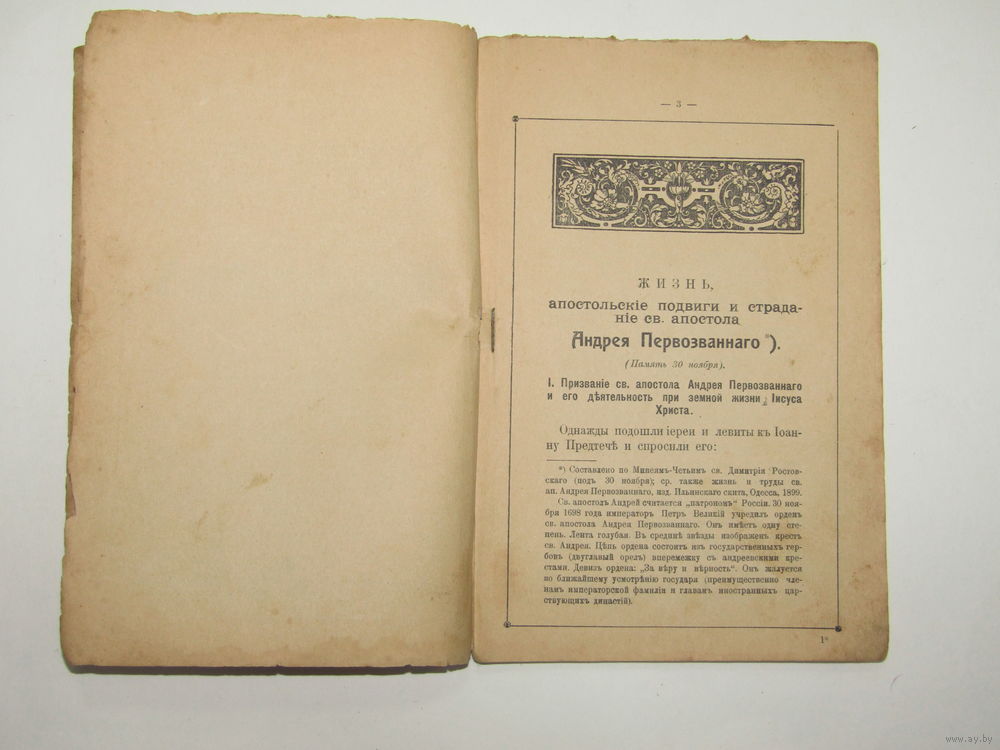 — 3 —
ЖИЗНЬ,
апостольскіе подвиги и страда-
ніе св. апостола
Андрея Первозваннаго *).
(Память 30 ноября).
I. Призваніе св. апостола Андрея Первозваннаго
и его дѣятельность при земной жизни Іисуса
Христа.
Однажды подошли іереи и левиты къ Іоан-
ну Предтечѣ и спросили его:
*) Составлено по Минеямъ-Четьимъ св. Димитрія Ростов-
скаго (подъ 30 ноября); ср. также жизнь и труды св.
ап. Андрея Первозваннаго, изд. Ильинскаго скита, Одесса, 1899.
Св. апостолъ Андрей считается „патрономъ“ Россіи. 30 ноя-
бря 1698 года императоръ Петръ Великій учредилъ орденъ
св. апостола Андрея Первозваннаго. Онъ имѣетъ одну сте-
пень. Лента голубая. Въ срединѣ звѣзды изображенъ крестъ
св. Андрея. Цѣпь ордена состоитъ изъ государственныхъ гер-
бовъ (двуглавый орелъ) вперемежку съ андреевскими кре-
стами. Девизъ ордена: „За вѣру и вѣрность“. Онъ жалуется
по ближайшему усмотрѣнію государя (преимущественно чле-
намъ императорской фамиліи и главамъ иностранныхъ цар-
ствующихъ династій).
1*
www.ay.by